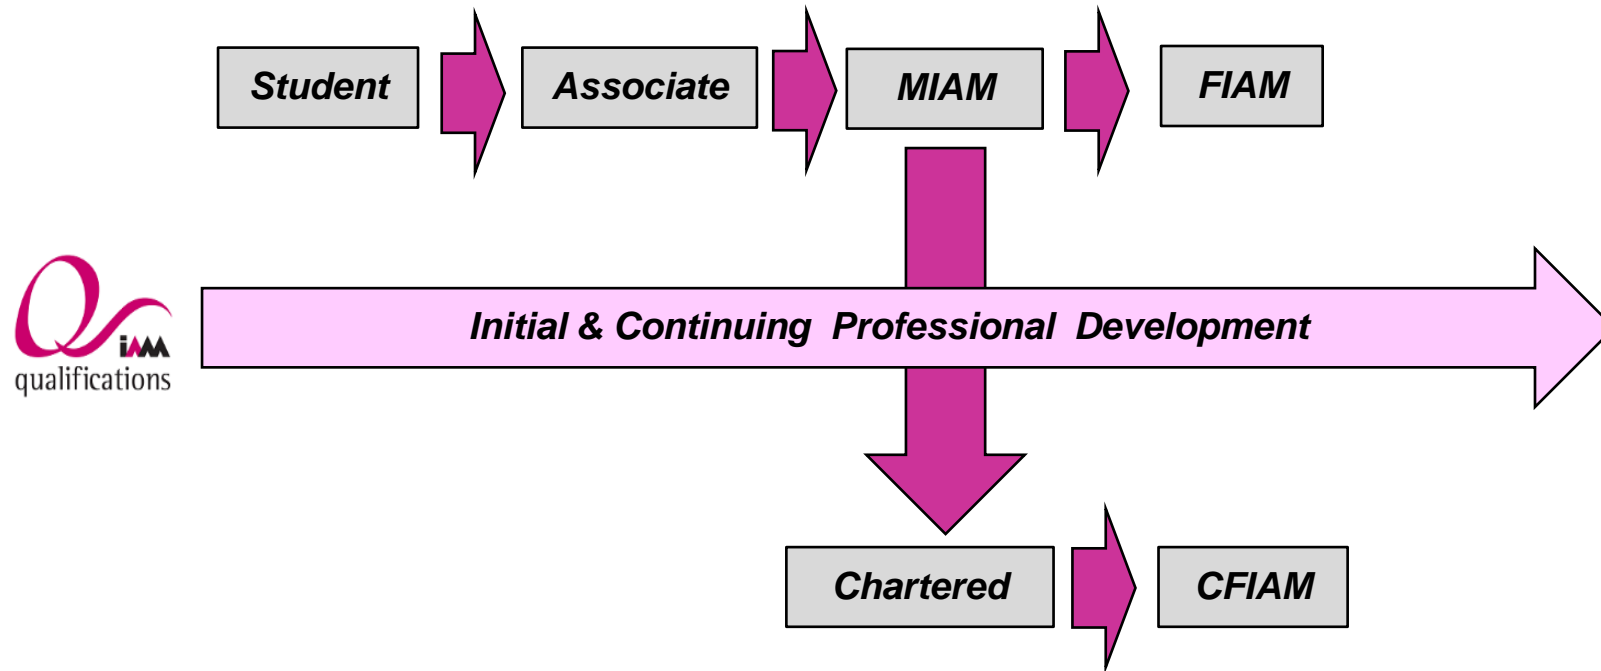 Student Associate MIAM FIAM
Initial & Continuing Professional Development
iAM
qualifications
Chartered CFIAM